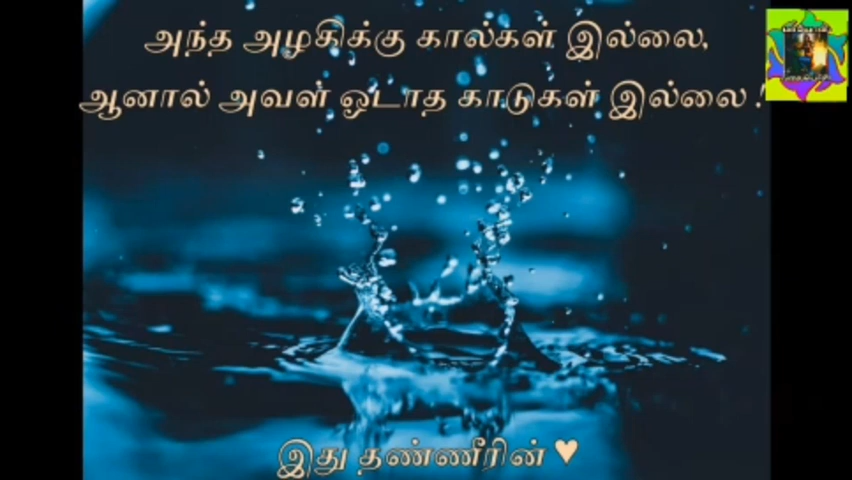 அந்த அழகிக்கு கால்கள் இல்லை,
ஆனால் அவள் ஓடாத காடுகள் இல்லை !
இது தண்ணீரின் ♥